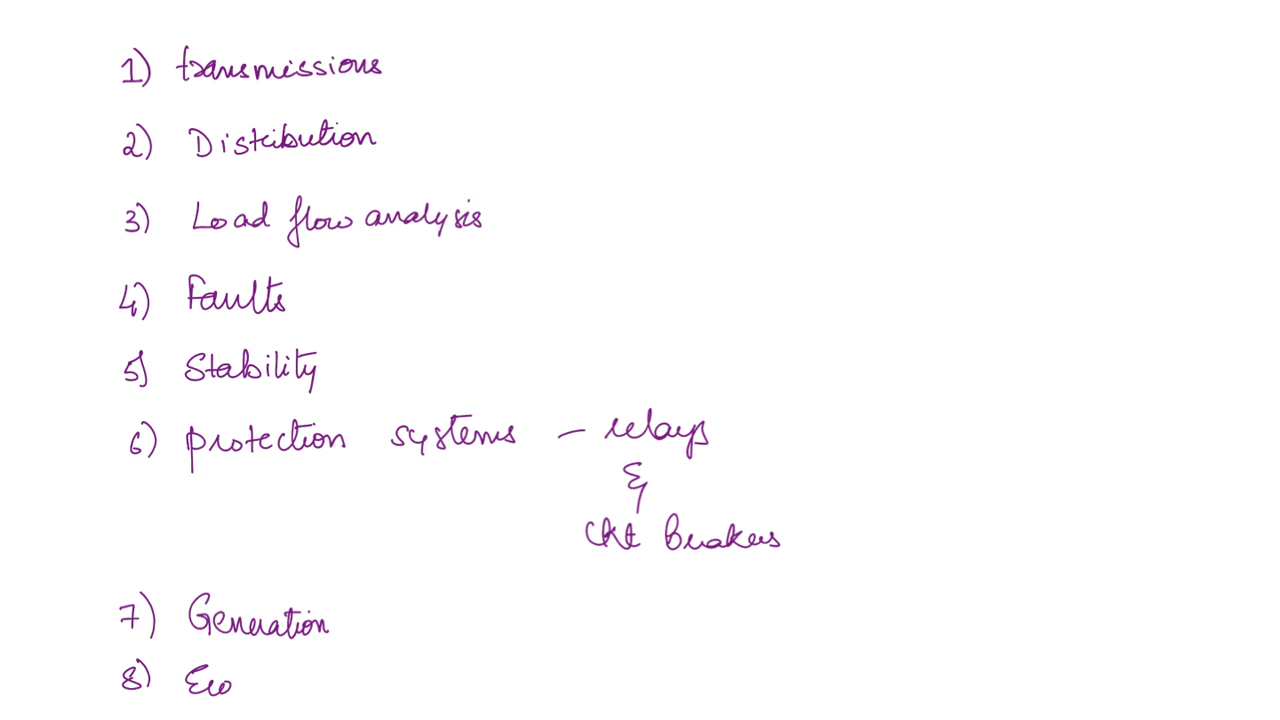 1) transmissions
2) Distribution
3) Load flow analysis
4) Faults
5) Stability
6) protection systems – relays
&
Ckt Breakers
7) Generation
8) Eco